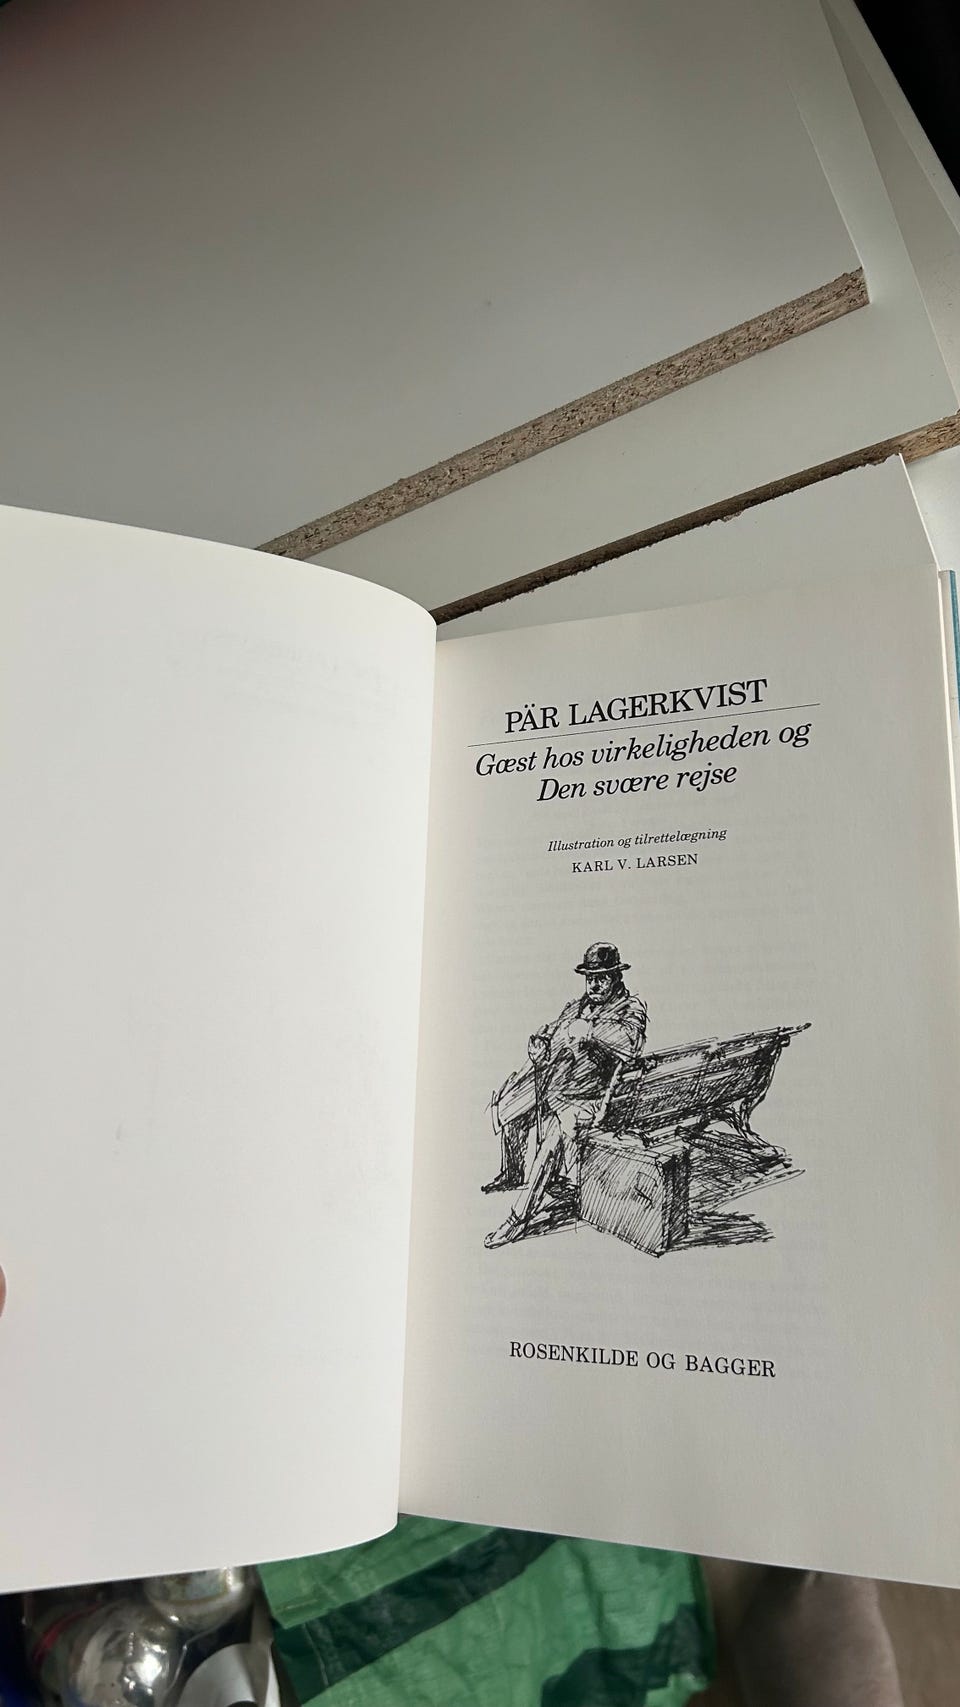 PÄR LAGERKVIST
Gæst hos virkeligheden og
Den svære rejse
Illustration og tilrettelægning
KARL V. LARSEN
ROSENKILDE OG BAGGER